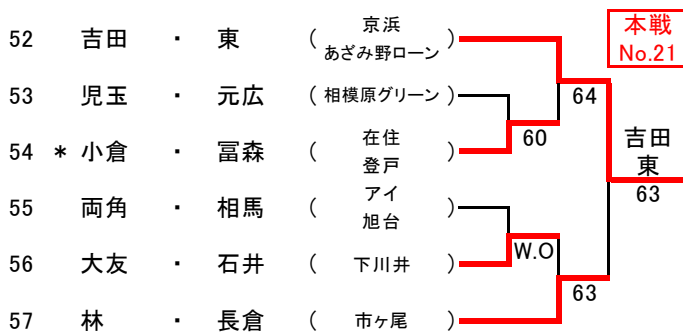 52 吉田 ・ 東 ( 京浜 あざみ野ローン )
53 児玉 ・ 元広 ( 相模原グリーン )
54 * 小倉 ・ 冨森 ( 在住 登戸 )
55 両角 ・ 相馬 ( アイ 旭台 )
56 大友 ・ 石井 ( 下川井 )
57 林 ・ 長倉 ( 市ヶ尾 )
60
W.O
64
63
吉田
東
63
本戦
No.21